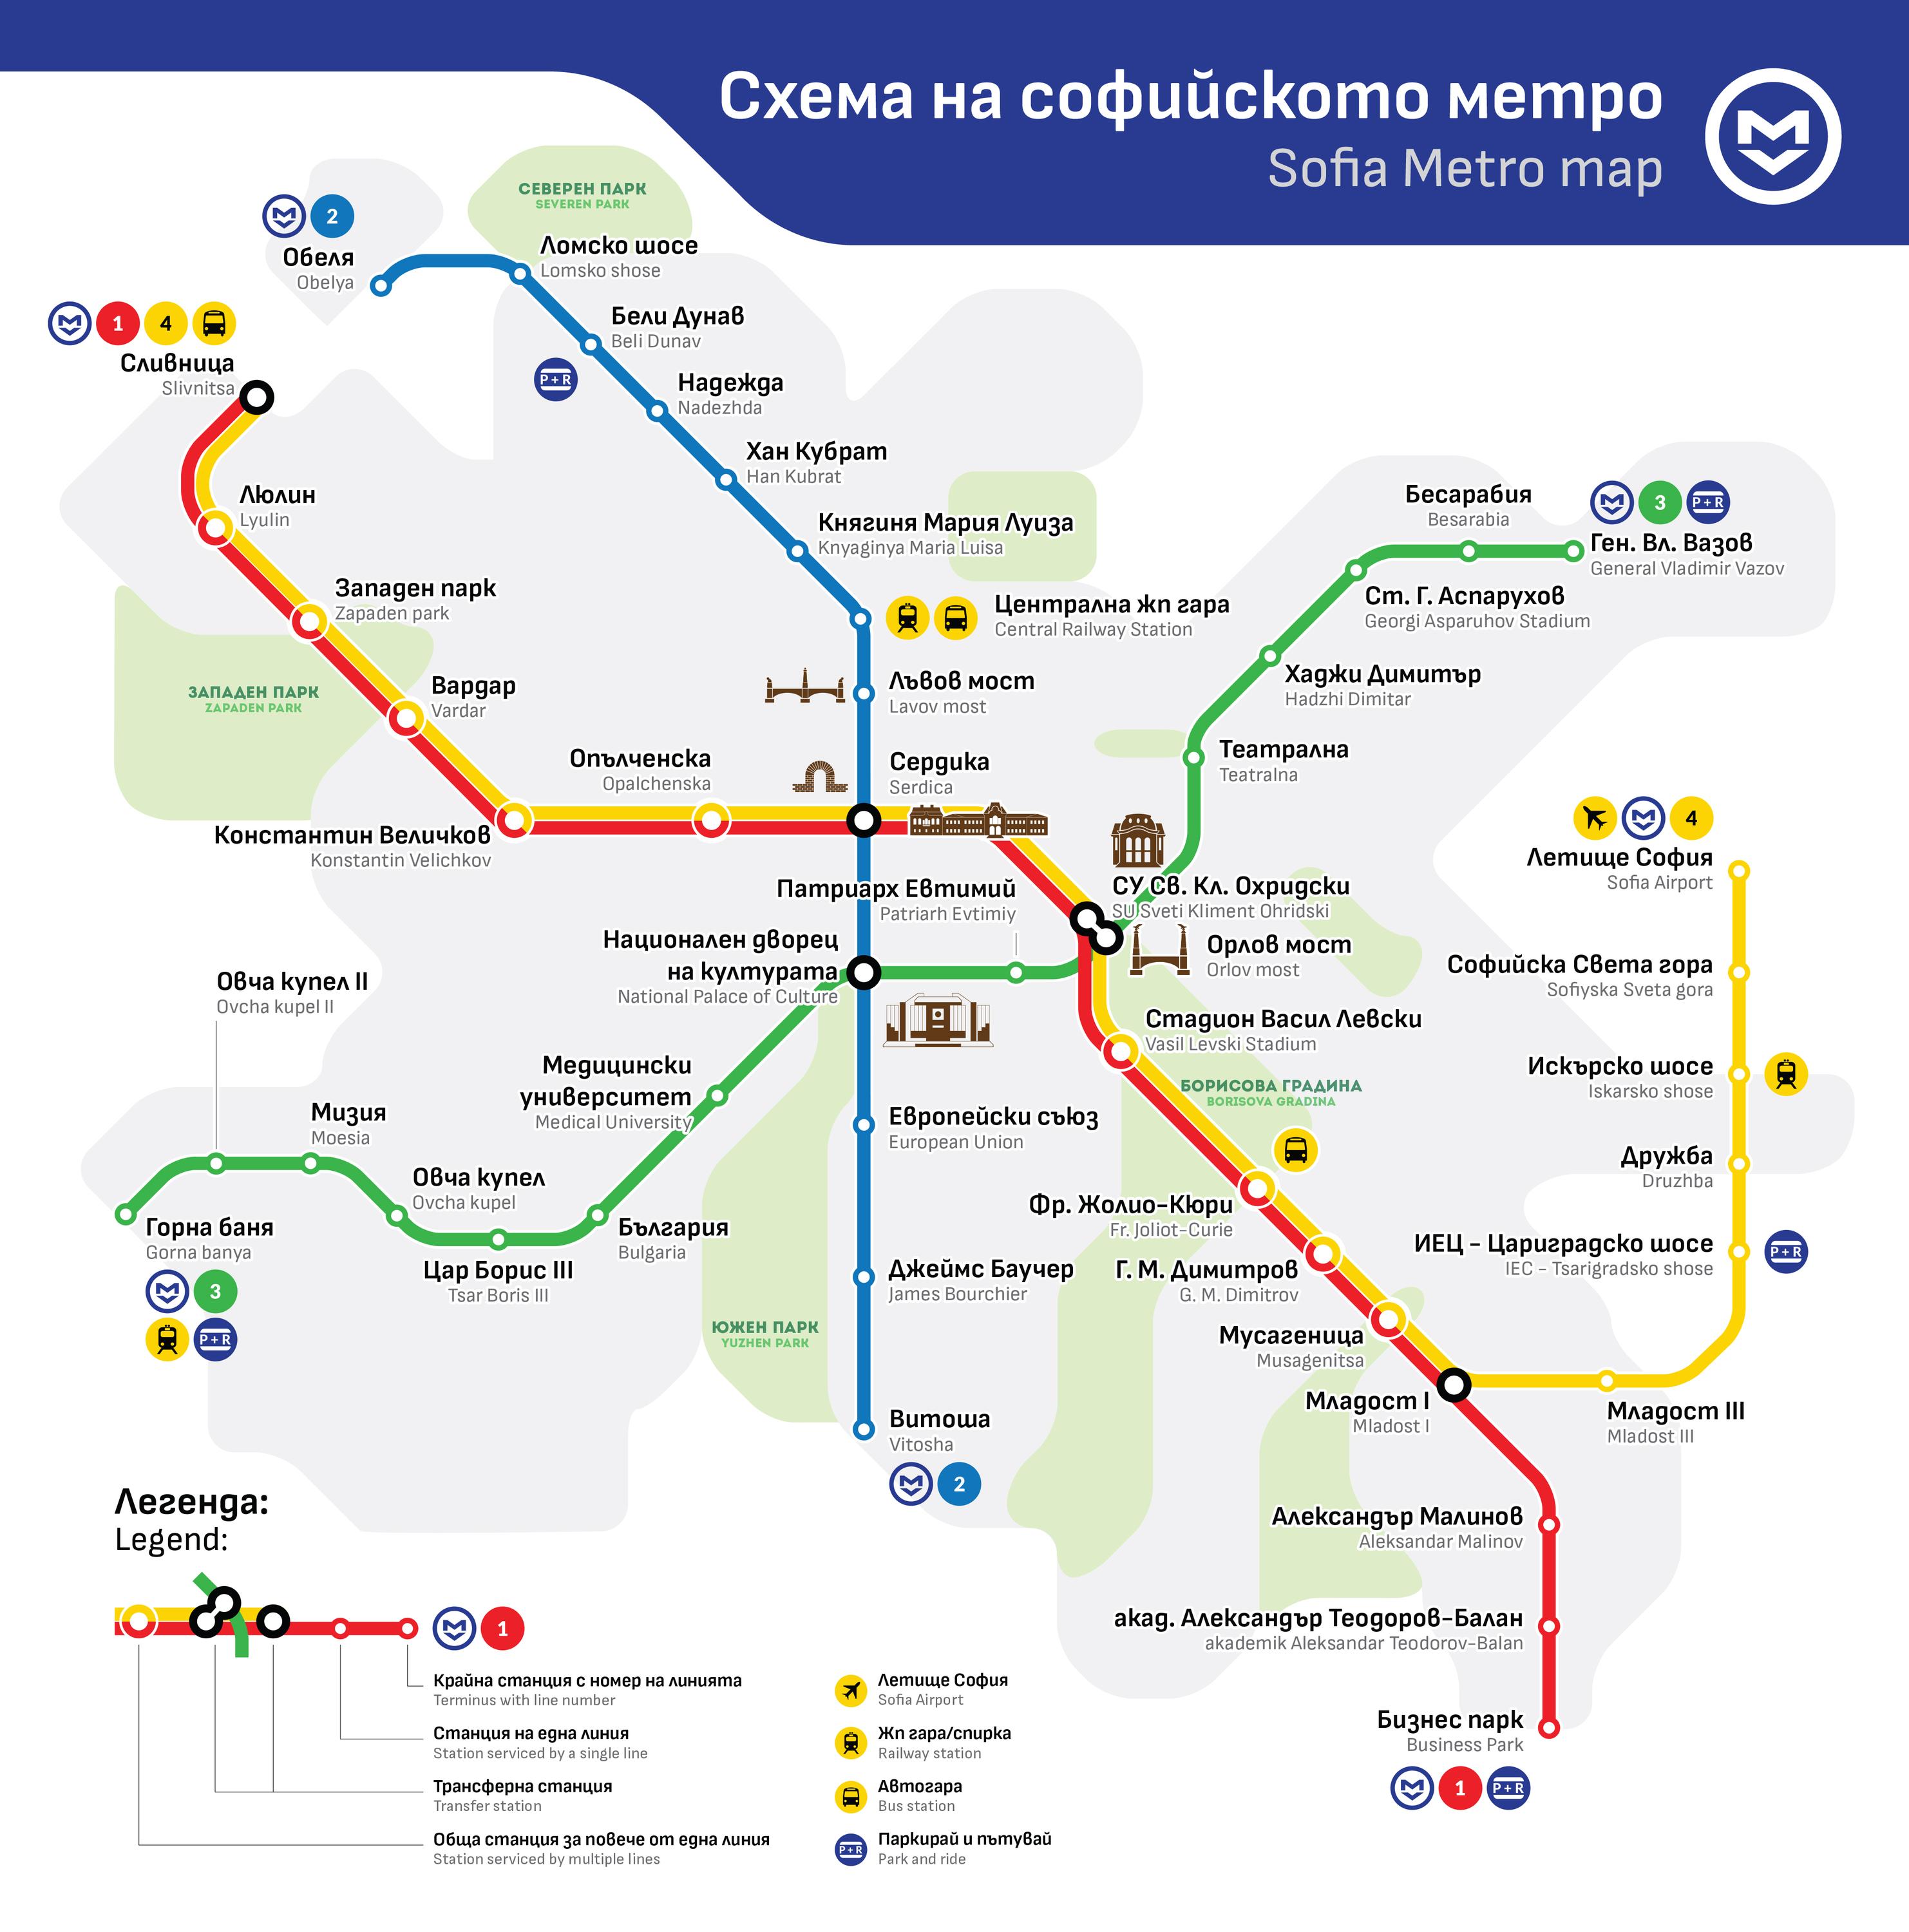 Схема на софийското метро
Sofia Metro map
СЕВЕРЕН ПАРК
SEVEREN PARK
2
Обеля
Obelya
Ломско шосе
Lomsko shose
Бели Дунав
Beli Dunav
P+R
Надежда
Nadezhda
Хан Кубрат
Han Kubrat
Княгиня Мария Луиза
Knyaginya Maria Luisa
Централна жп гара
Central Railway Station
Лъвов мост
Lavov most
Сердика
Serdica
1 4
Сливница
Slivnitsa
Люлин
Lyulin
Западен парк
Zapaden park
ЗАПАДЕН ПАРК
ZAPADEN PARK
Вардар
Vardar
Константин Величков
Konstantin Velichkov
Опълченска
Opalchenska
Бесарабия
Besarabia
3 P+R
Ген. Вл. Вазов
General Vladimir Vazov
Ст. Г. Аспарухов
Georgi Asparuhov Stadium
Хаджи Димитър
Hadzhi Dimitar
Театрална
Teatralna
СУ Св. Кл. Охридски
SU Sveti Kliment Ohridski
Орлов мост
Orlov most
Патриарх Евтимий
Patriarh Evtimiy
Национален дворец
на културата
National Palace of Culture
Медицински
университет
Medical University
България
Bulgaria
Цар Борис III
Tsar Boris III
Овча купел
Ovcha kupel
Мизия
Moesia
Овча купел II
Ovcha kupel II
Горна баня
Gorna banya
3
P+R
Стадион Васил Левски
Vasil Levski Stadium
БОРИСОВА ГРАДИНА
BORISOVA GRADINA
Европейски съюз
European Union
Джеймс Баучер
James Bourchier
ЮЖЕН ПАРК
YUZHEN PARK
Витоша
Vitosha
2
Фр. Жолио-Кюри
Fr. Joliot-Curie
Г. М. Димитров
G. M. Dimitrov
Мусагеница
Musagenitsa
Младост I
Mladost I
Младост III
Mladost III
4
Летище София
Sofia Airport
Софийска Света гора
Sofiyska Sveta gora
Искърско шосе
Iskarsko shose
Дружба
Druzhba
ИЕЦ - Цариградско шосе
IEC - Tsarigradsko shose
P+R
Александър Малинов
Aleksandar Malinov
акад. Александър Теодоров-Балан
akademik Aleksandar Teodorov-Balan
Бизнес парк
Business Park
1 P+R
Легенда:
Legend:
1
Крайна станция с номер на линията
Terminus with line number
Станция на една линия
Station serviced by a single line
Трансферна станция
Transfer station
Обща станция за повече от една линия
Station serviced by multiple lines
Летище София
Sofia Airport
Жп гара/спирка
Railway station
Автогара
Bus station
P+R
Паркирай и пътувай
Park and ride